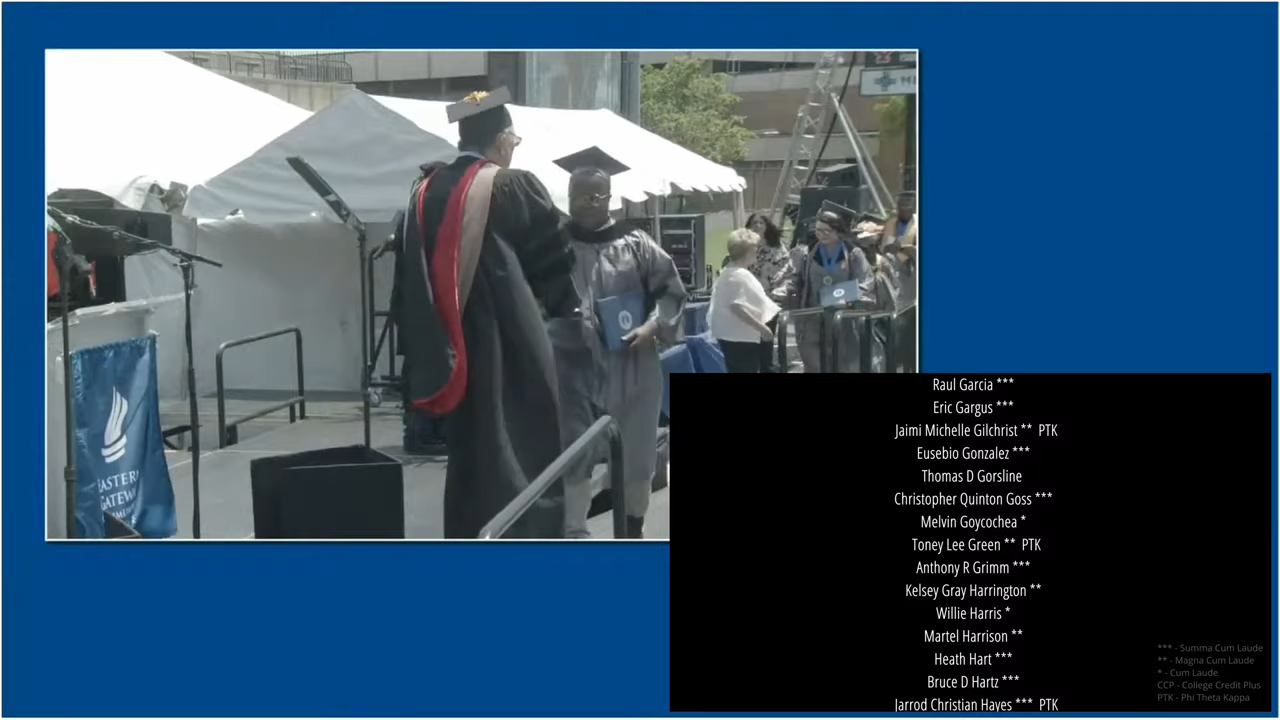 EASTERN
GATEWAY
Raul Garcia ***
Eric Gargus ***
Jaimi Michelle Gilchrist ** PTK
Eusebio Gonzalez ***
Thomas D Gorsline
Christopher Quinton Goss ***
Melvin Goycochea *
Toney Lee Green ** PTK
Anthony R Grimm ***
Kelsey Gray Harrington **
Willie Harris *
Martel Harrison **
Heath Hart ***
Bruce D Hartz ***
Jarrod Christian Hayes *** PTK
*** - Summa Cum Laude
** - Magna Cum Laude
* - Cum Laude
CCP - College Credit Plus
PTK - Phi Theta Kappa